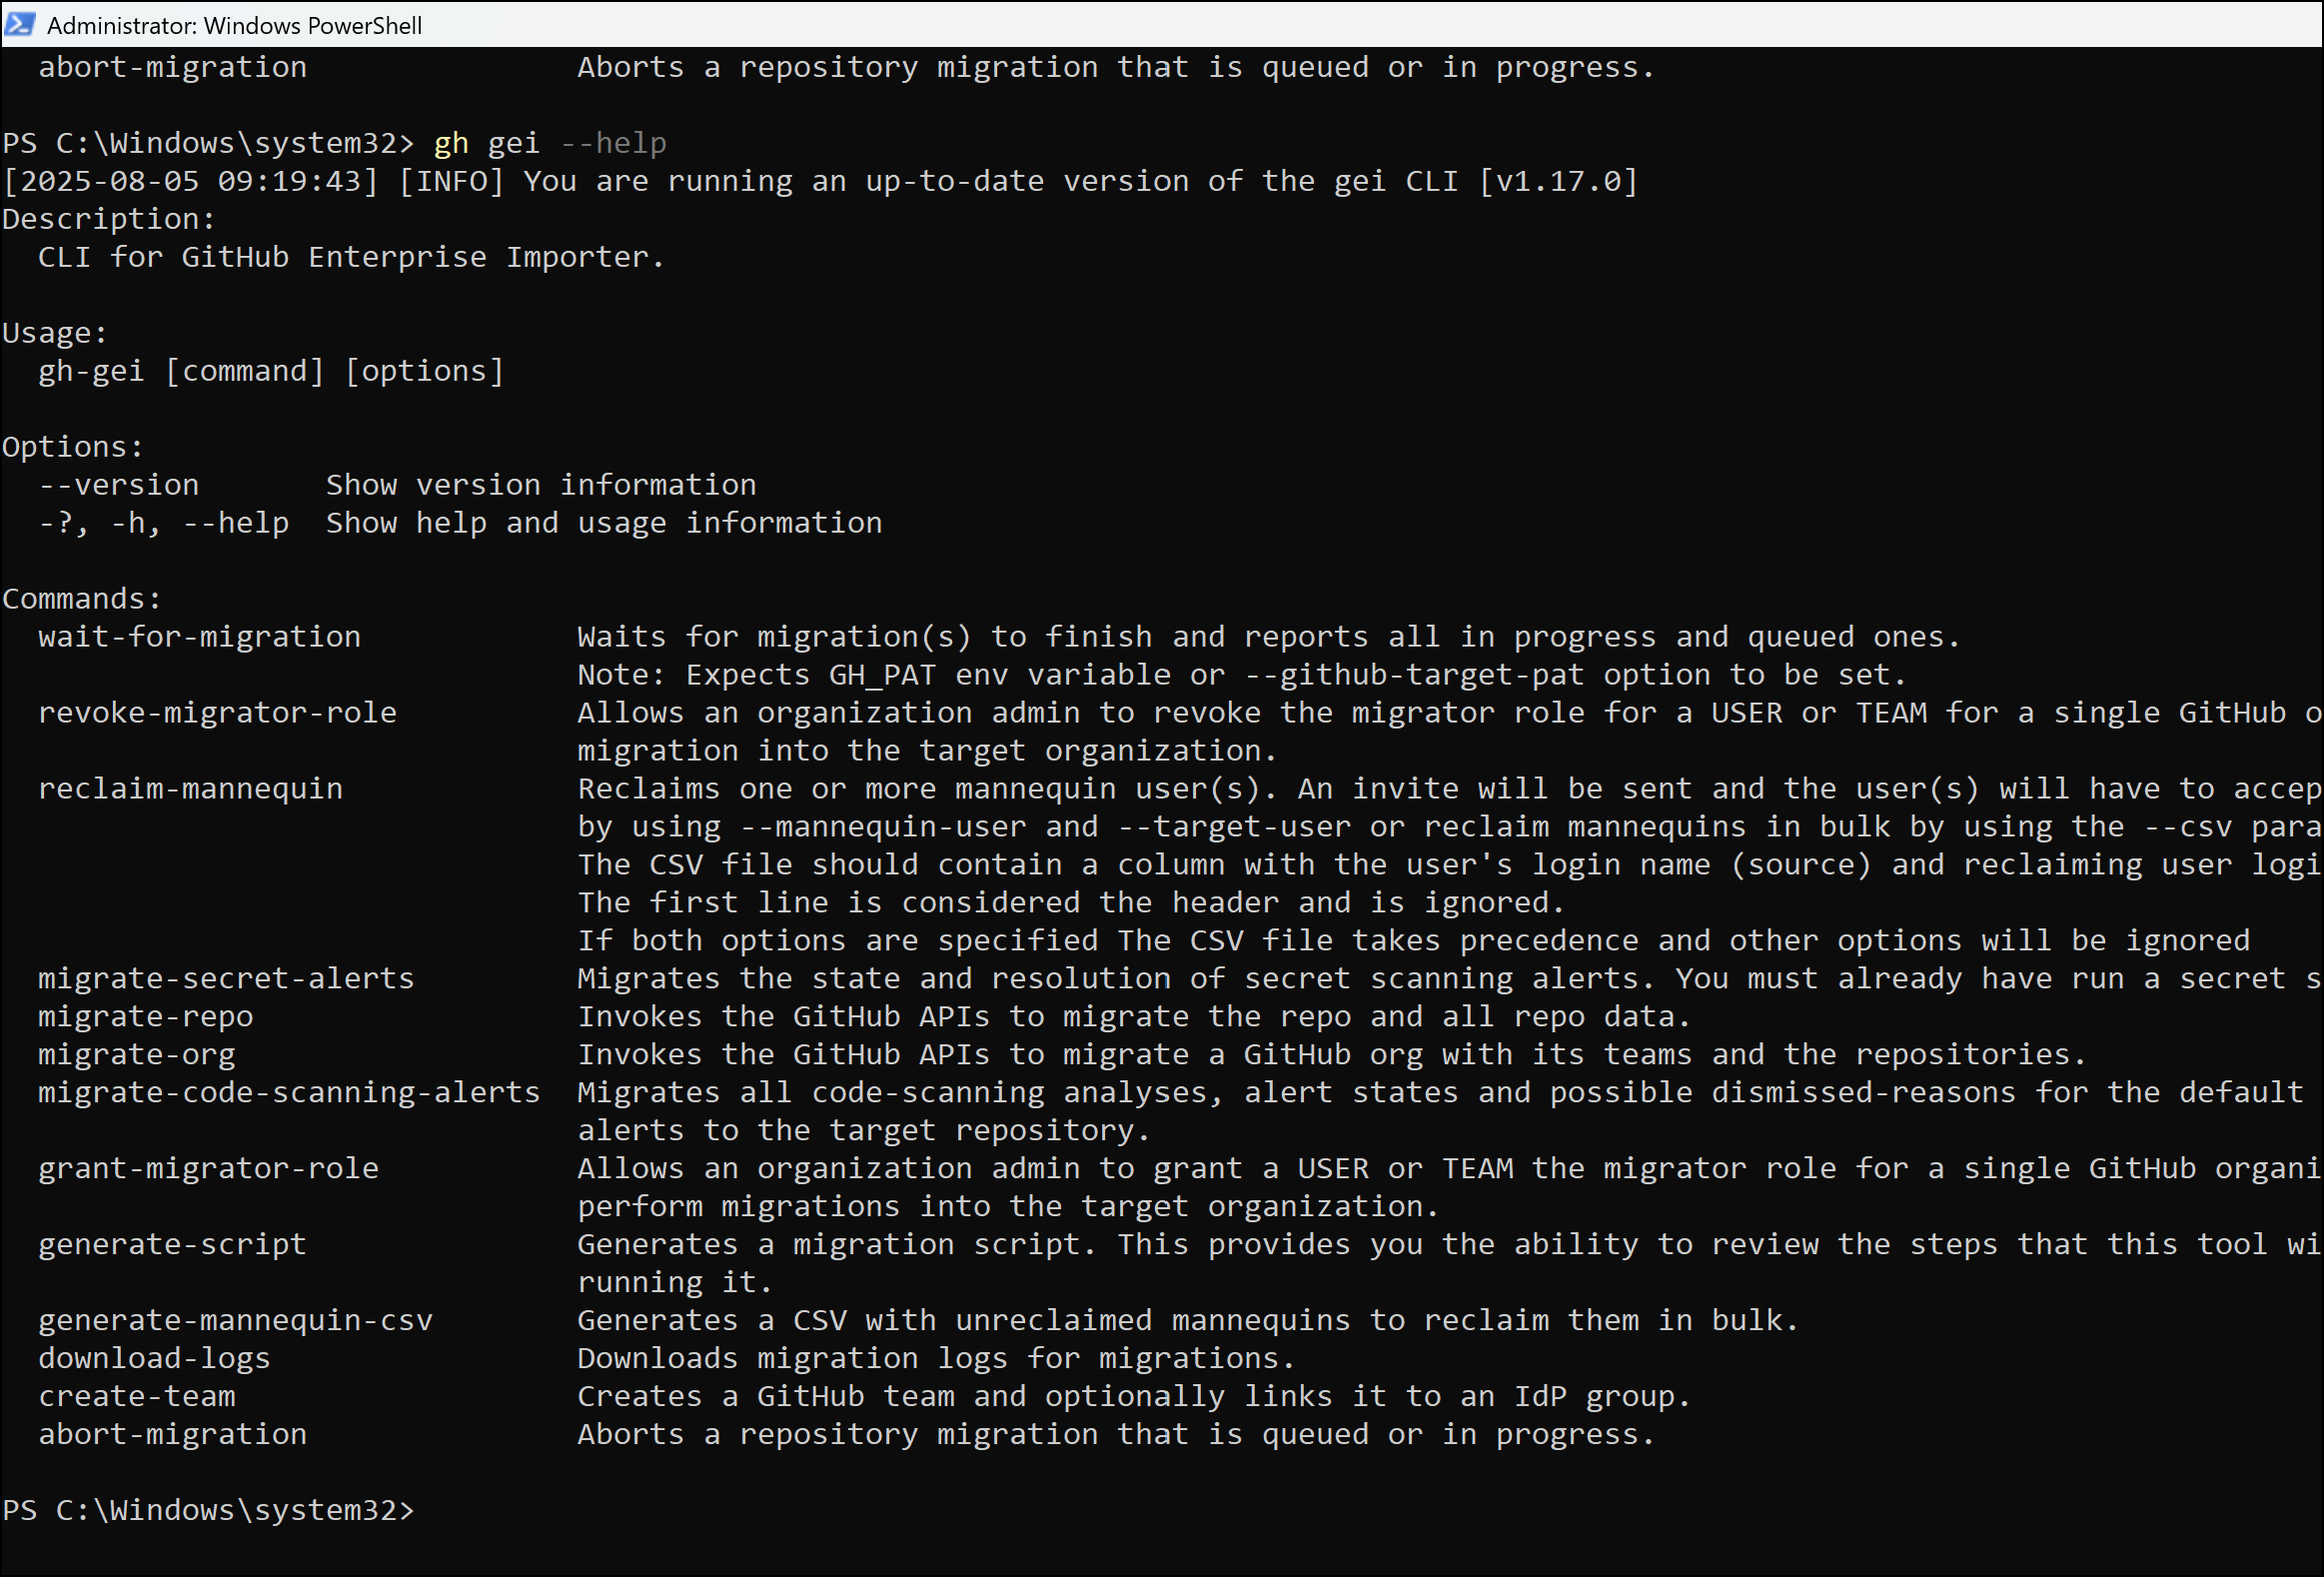 Administrator: Windows PowerShell
abort-migration Aborts a repository migration that is queued or in progress.
PS C:\Windows\system32> gh gei --help
[2025-08-05 09:19:43] [INFO] You are running an up-to-date version of the gei CLI [v1.17.0]
Description:
CLI for GitHub Enterprise Importer.
Usage:
gh-gei [command] [options]
Options:
--version Show version information
-?, -h, --help Show help and usage information
Commands:
wait-for-migration Waits for migration(s) to finish and reports all in progress and queued ones.
Note: Expects GH_PAT env variable or --github-target-pat option to be set.
revoke-migrator-role Allows an organization admin to revoke the migrator role for a USER or TEAM for a single GitHub o
migration into the target organization.
reclaim-mannequin Reclaims one or more mannequin user(s). An invite will be sent and the user(s) will have to accep
by using --mannequin-user and --target-user or reclaim mannequins in bulk by using the --csv para
The CSV file should contain a column with the user's login name (source) and reclaiming user logi
The first line is considered the header and is ignored.
If both options are specified The CSV file takes precedence and other options will be ignored
migrate-secret-alerts Migrates the state and resolution of secret scanning alerts. You must already have run a secret s
migrate-repo Invokes the GitHub APIs to migrate the repo and all repo data.
migrate-org Invokes the GitHub APIs to migrate a GitHub org with its teams and the repositories.
migrate-code-scanning-alerts Migrates all code-scanning analyses, alert states and possible dismissed-reasons for the default
alerts to the target repository.
grant-migrator-role Allows an organization admin to grant a USER or TEAM the migrator role for a single GitHub organi
perform migrations into the target organization.
generate-script Generates a migration script. This provides you the ability to review the steps that this tool wi
running it.
generate-mannequin-csv Generates a CSV with unreclaimed mannequins to reclaim them in bulk.
download-logs Downloads migration logs for migrations.
create-team Creates a GitHub team and optionally links it to an IdP group.
abort-migration Aborts a repository migration that is queued or in progress.
PS C:\Windows\system32>